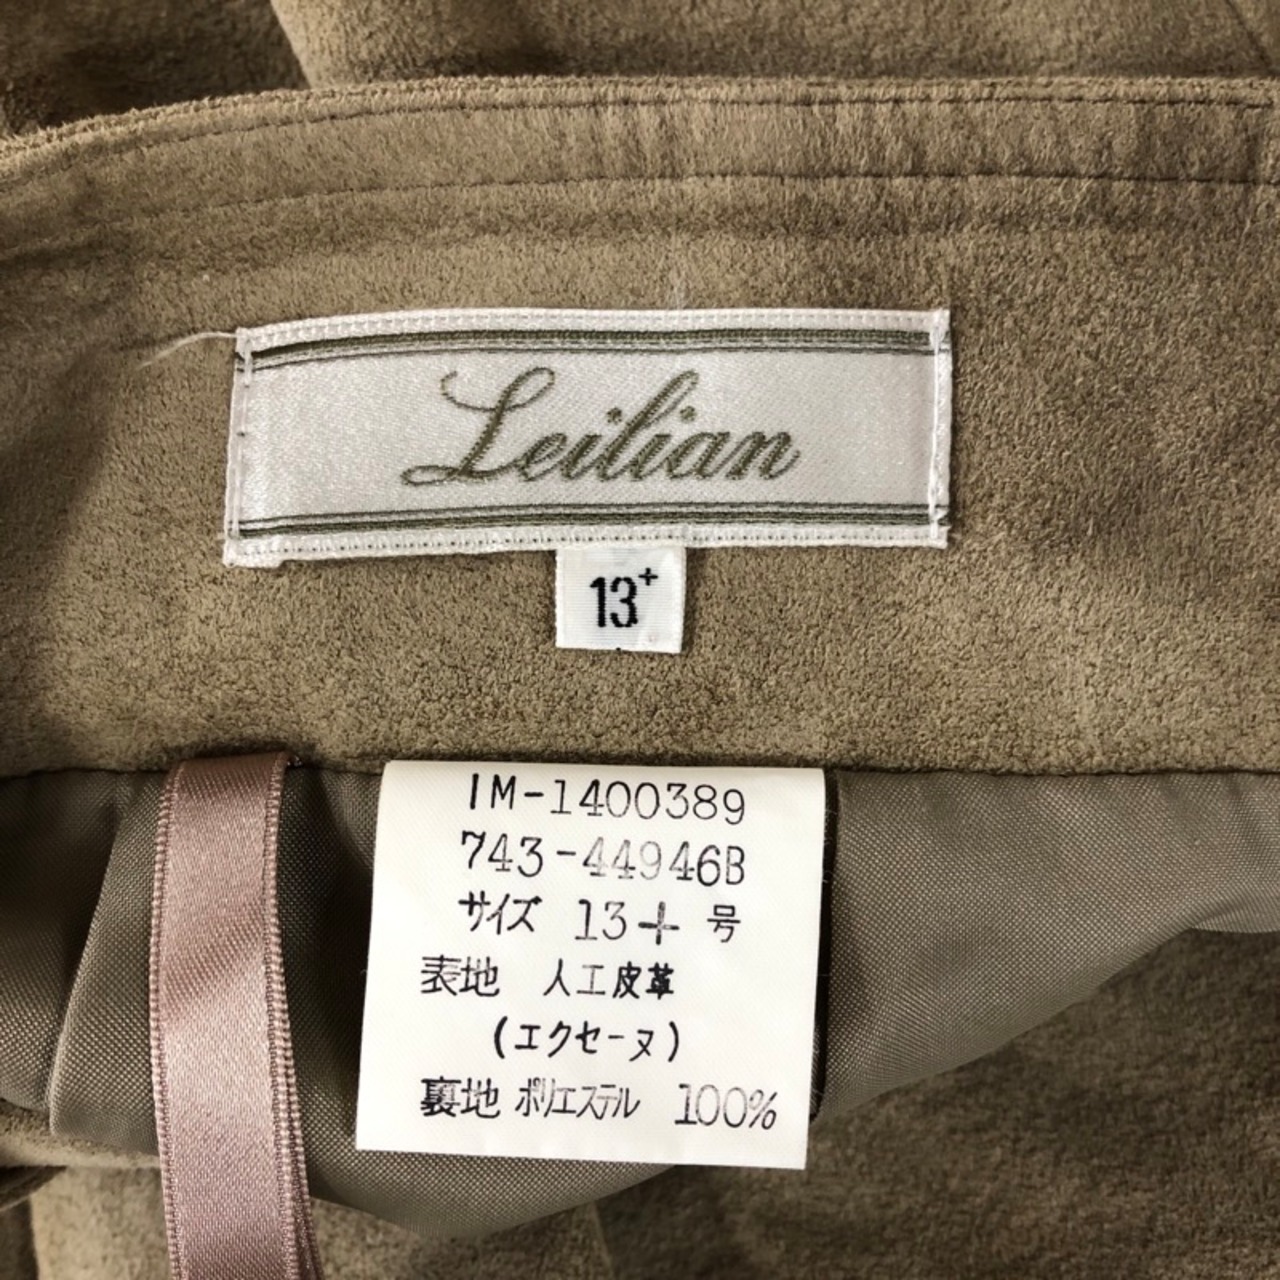 Leilian
13+
IM-1400389
743-44946B
サイズ 13+ 号
表地 人工皮革
(エクセーヌ)
裏地 ポリエステル 100%